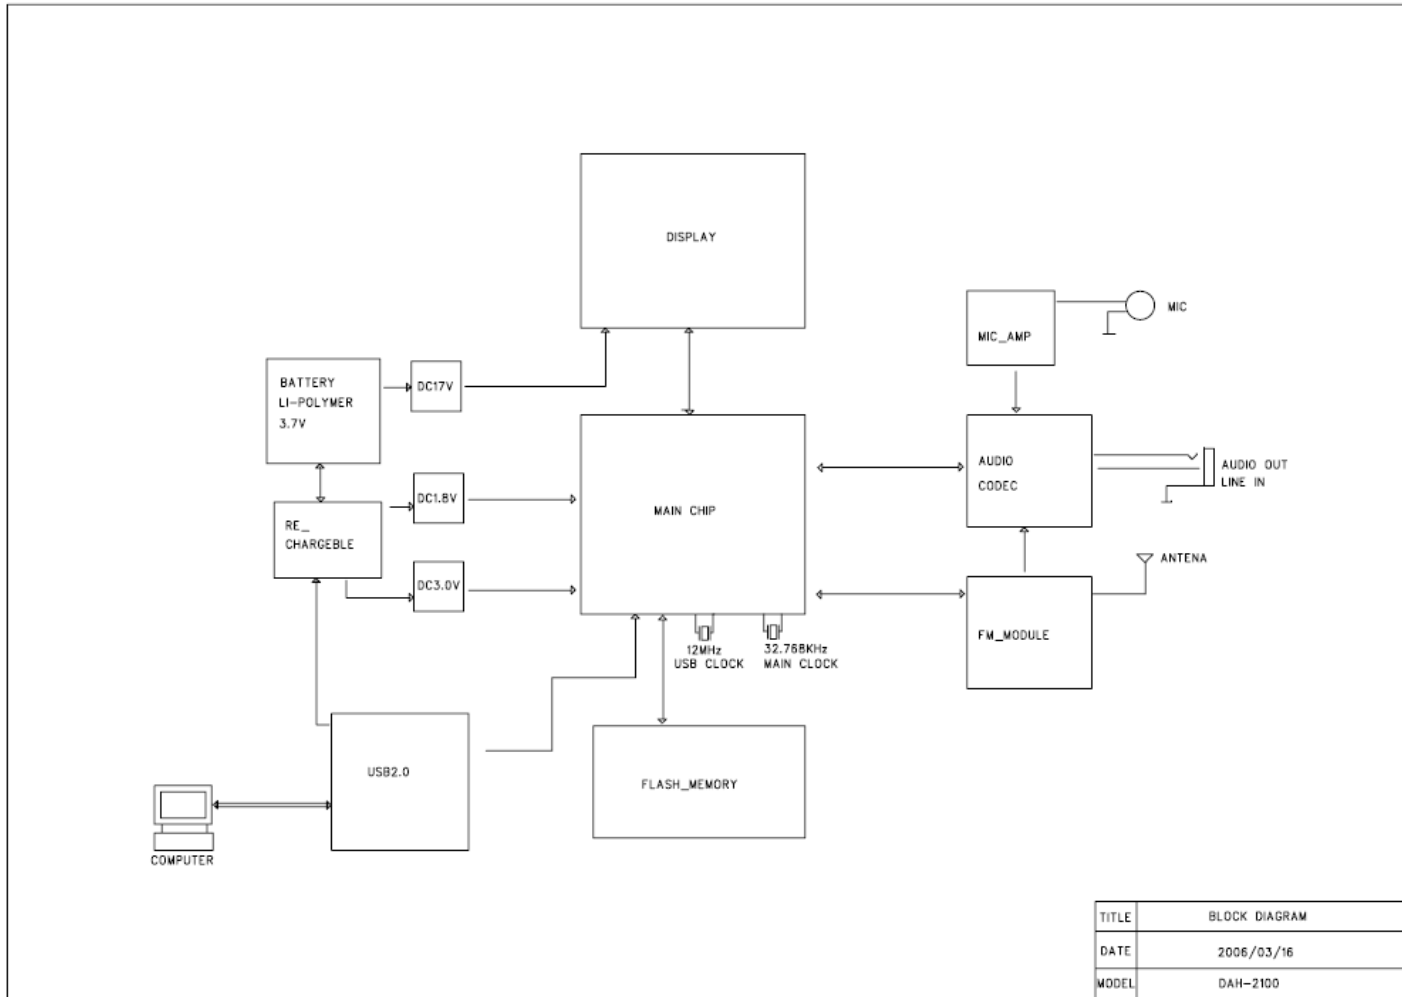 DISPLAY
MIC
MIC_AMP
BATTERY
LI-POLYMER
3.7V
DC17V
AUDIO
CODEC
AUDIO OUT
LINE IN
DC1.8V
MAIN CHIP
RE_
CHARGEBLE
DC3.0V
ANTENA
FM_MODULE
12MHz
USB CLOCK
32.768KHz
MAIN CLOCK
USB2.0
FLASH_MEMORY
COMPUTER
TITLE BLOCK DIAGRAM
DATE 2006/03/16
MODEL DAH-2100